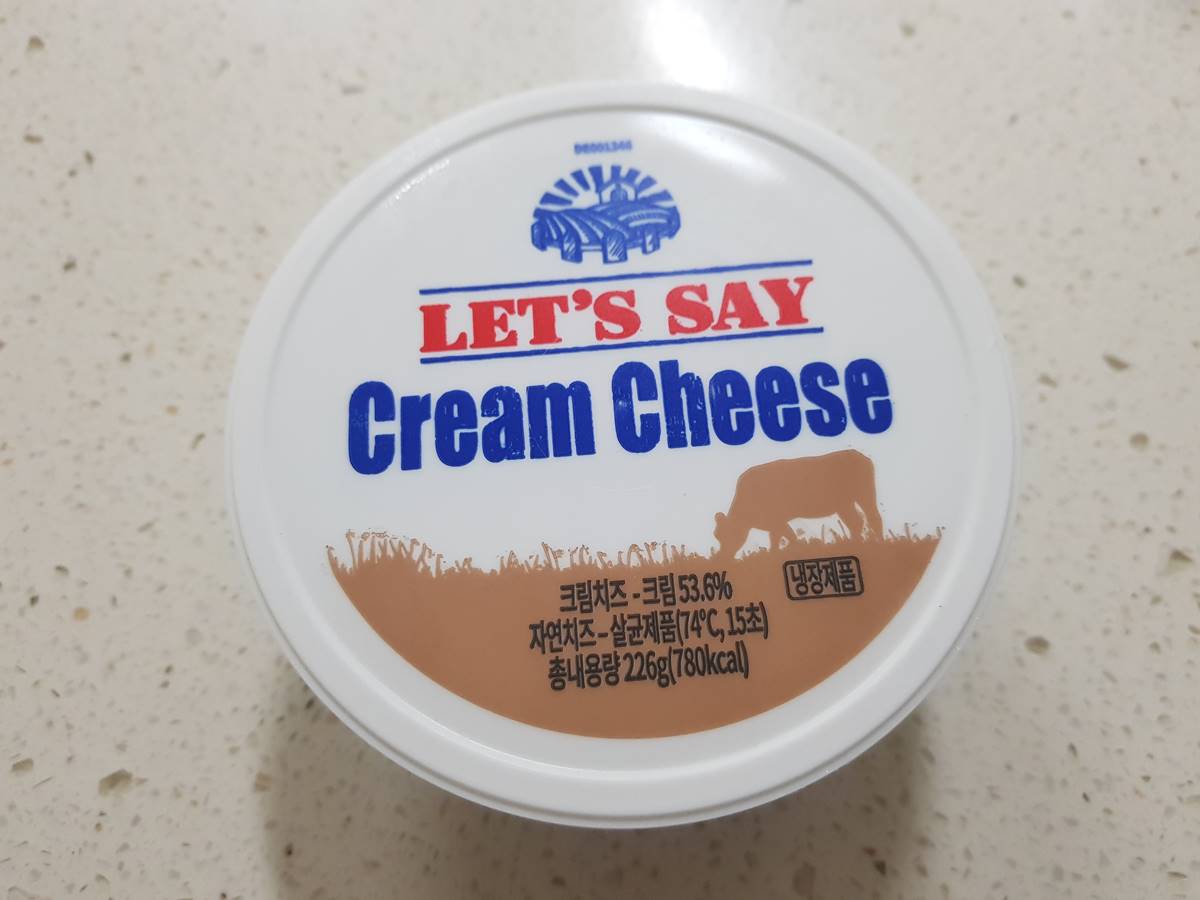 LET'S SAY
Cream Cheese
크림치즈 - 크림 53.6%
냉장제품
자연치즈 – 살균제품(74℃, 15초)
총내용량 226g(780kcal)